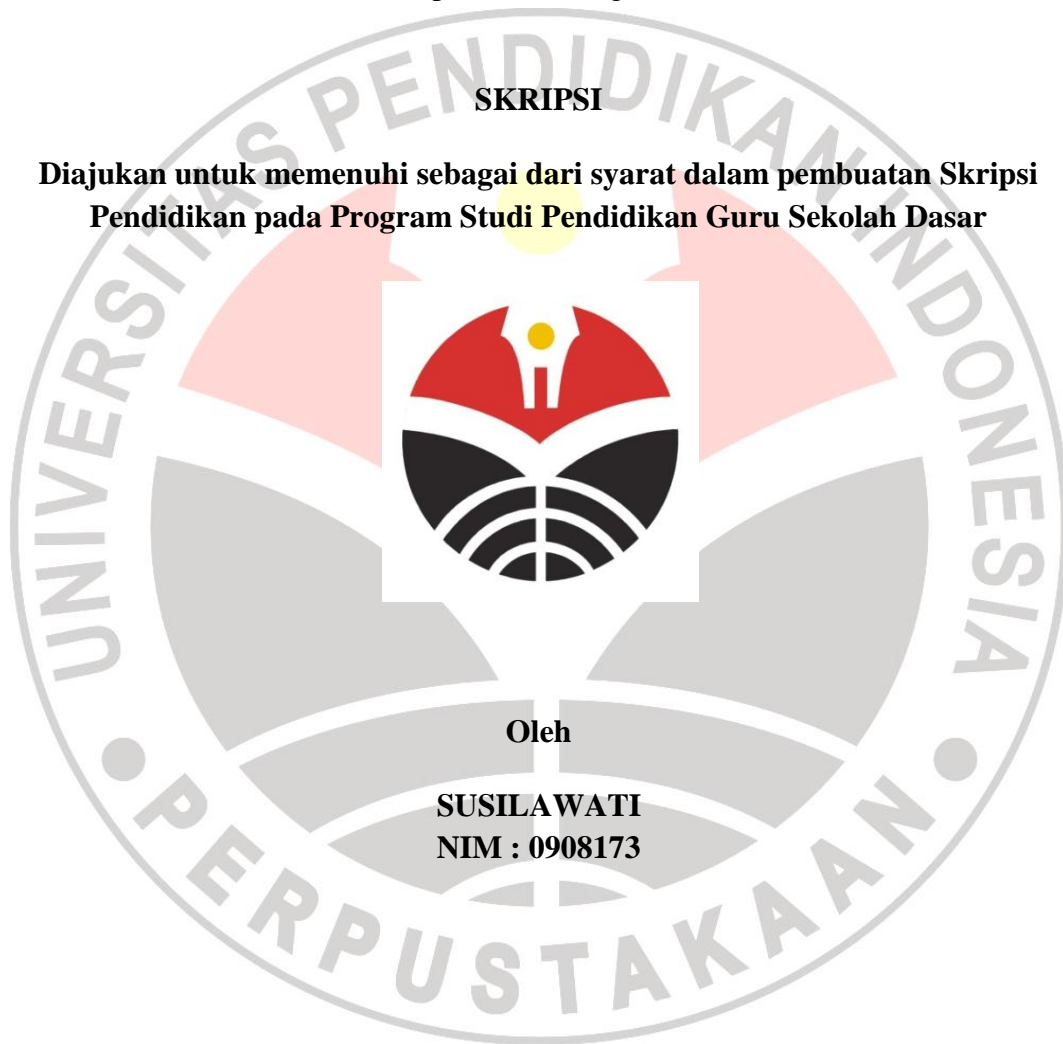 SKRIPSI
Diajukan untuk memenuhi sebagai dari syarat dalam pembuatan Skripsi
Pendidikan pada Program Studi Pendidikan Guru Sekolah Dasar
UNIVERSITAS PENDIDIKAN INDONESIA
Oleh
SUSILAWATI
NIM : 0908173
PERPUSTAKAAN